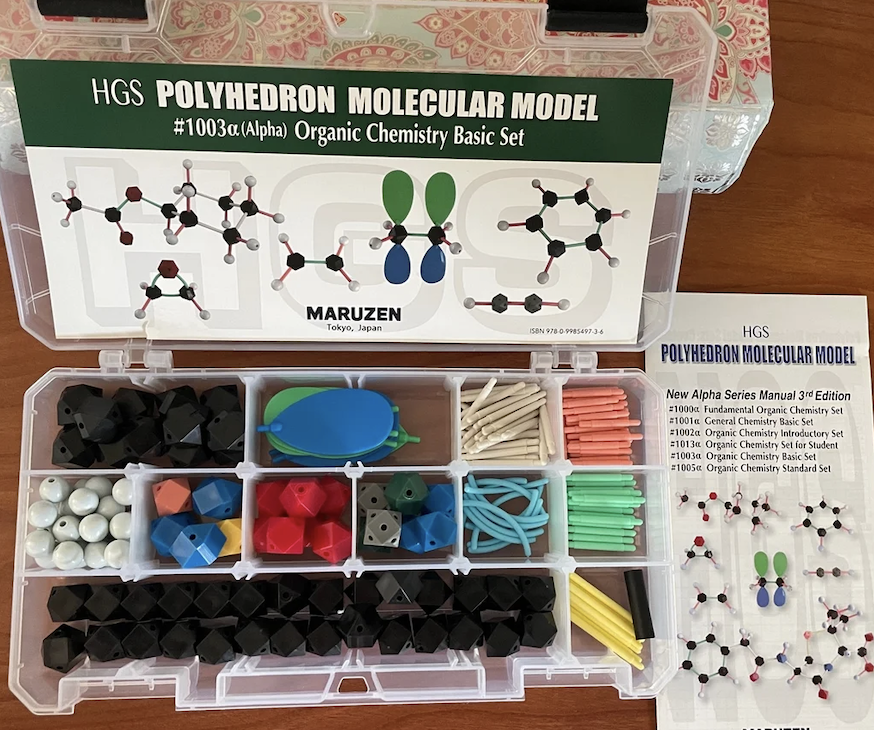 HGS POLYHEDRON MOLECULAR MODEL
#1003α (Alpha) Organic Chemistry Basic Set
HGS
MARUZEN
Tokyo, Japan
ISBN 978-0-9985497-3-6
HGS
POLYHEDRON MOLECULAR MODEL
New Alpha Series Manual 3rd Edition
#1000α Fundamental Organic Chemistry Set
#1001α General Chemistry Basic Set
#1002α Organic Chemistry Introductory Set
#1013α Organic Chemistry Set for Student
#1003α Organic Chemistry Basic Set
#1005α Organic Chemistry Standard Set
MARUZEN